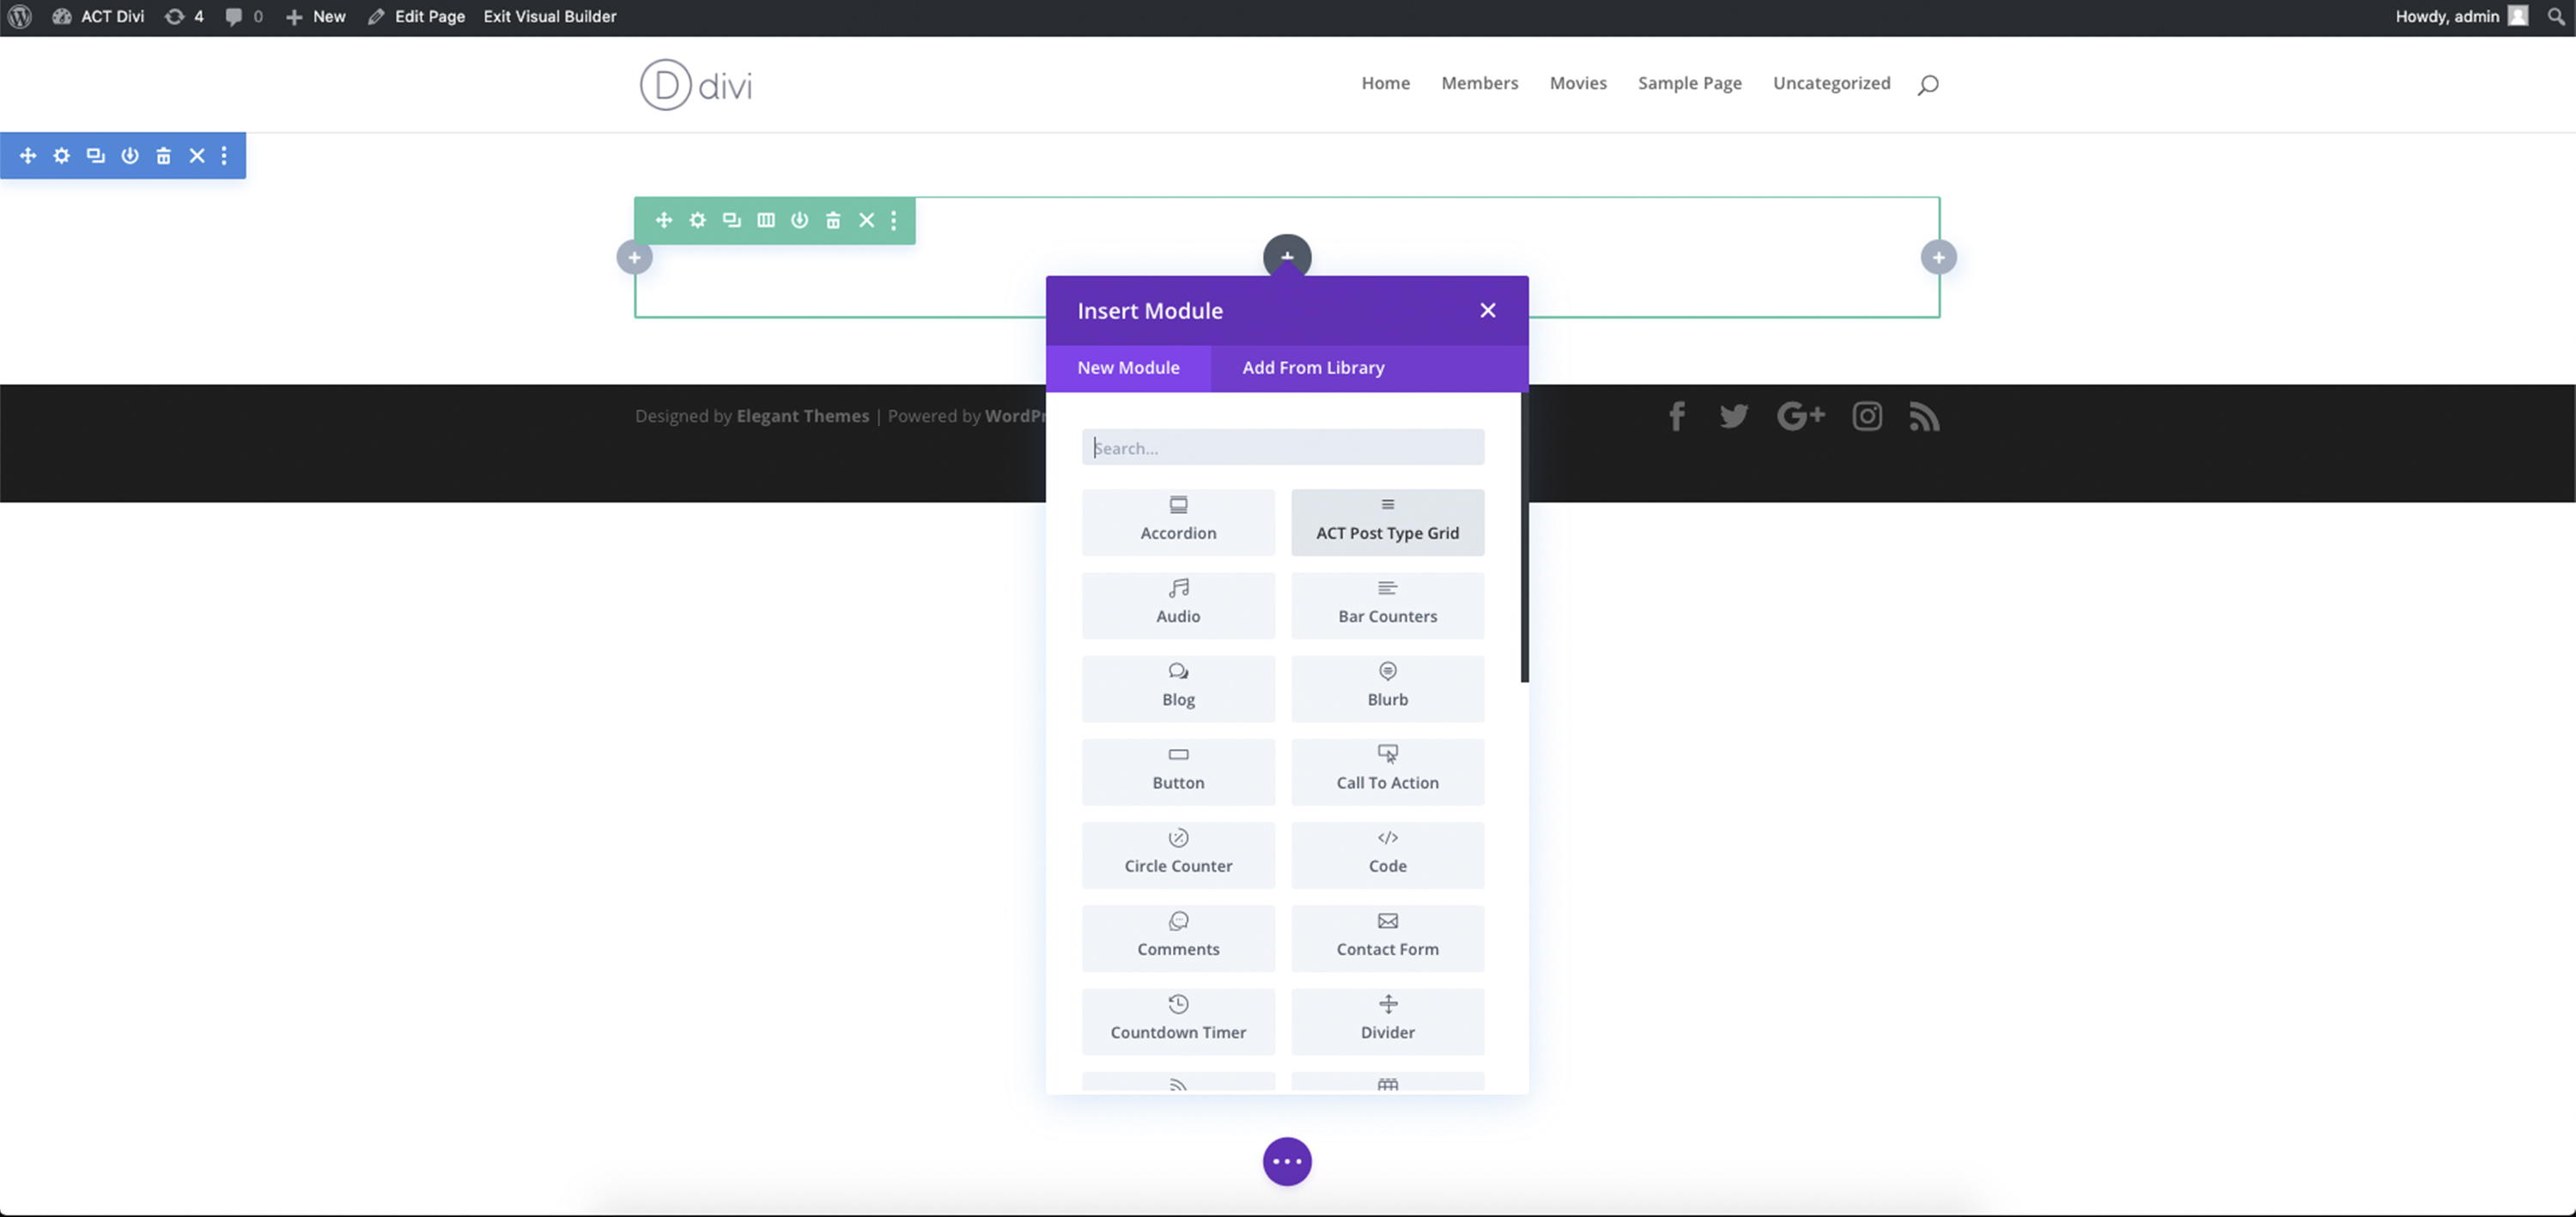 ACT Divi 4 0 New Edit Page Exit Visual Builder Howdy, admin
D divi Home Members Movies Sample Page Uncategorized
Insert Module
New Module Add From Library
Designed by Elegant Themes | Powered by WordPr G+
Search...
Accordion ACT Post Type Grid
Audio Bar Counters
Blog Blurb
Button Call To Action
Circle Counter Code
Comments Contact Form
Countdown Timer Divider